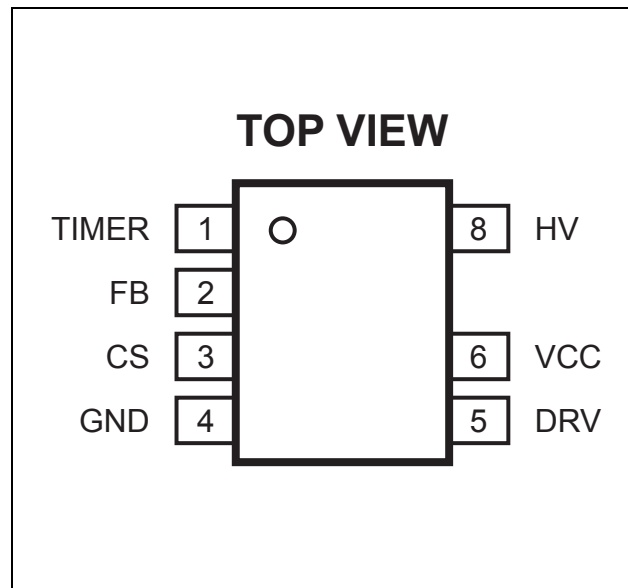 TOP VIEW
TIMER 1 8 HV
FB 2
CS 3 6 VCC
GND 4 5 DRV